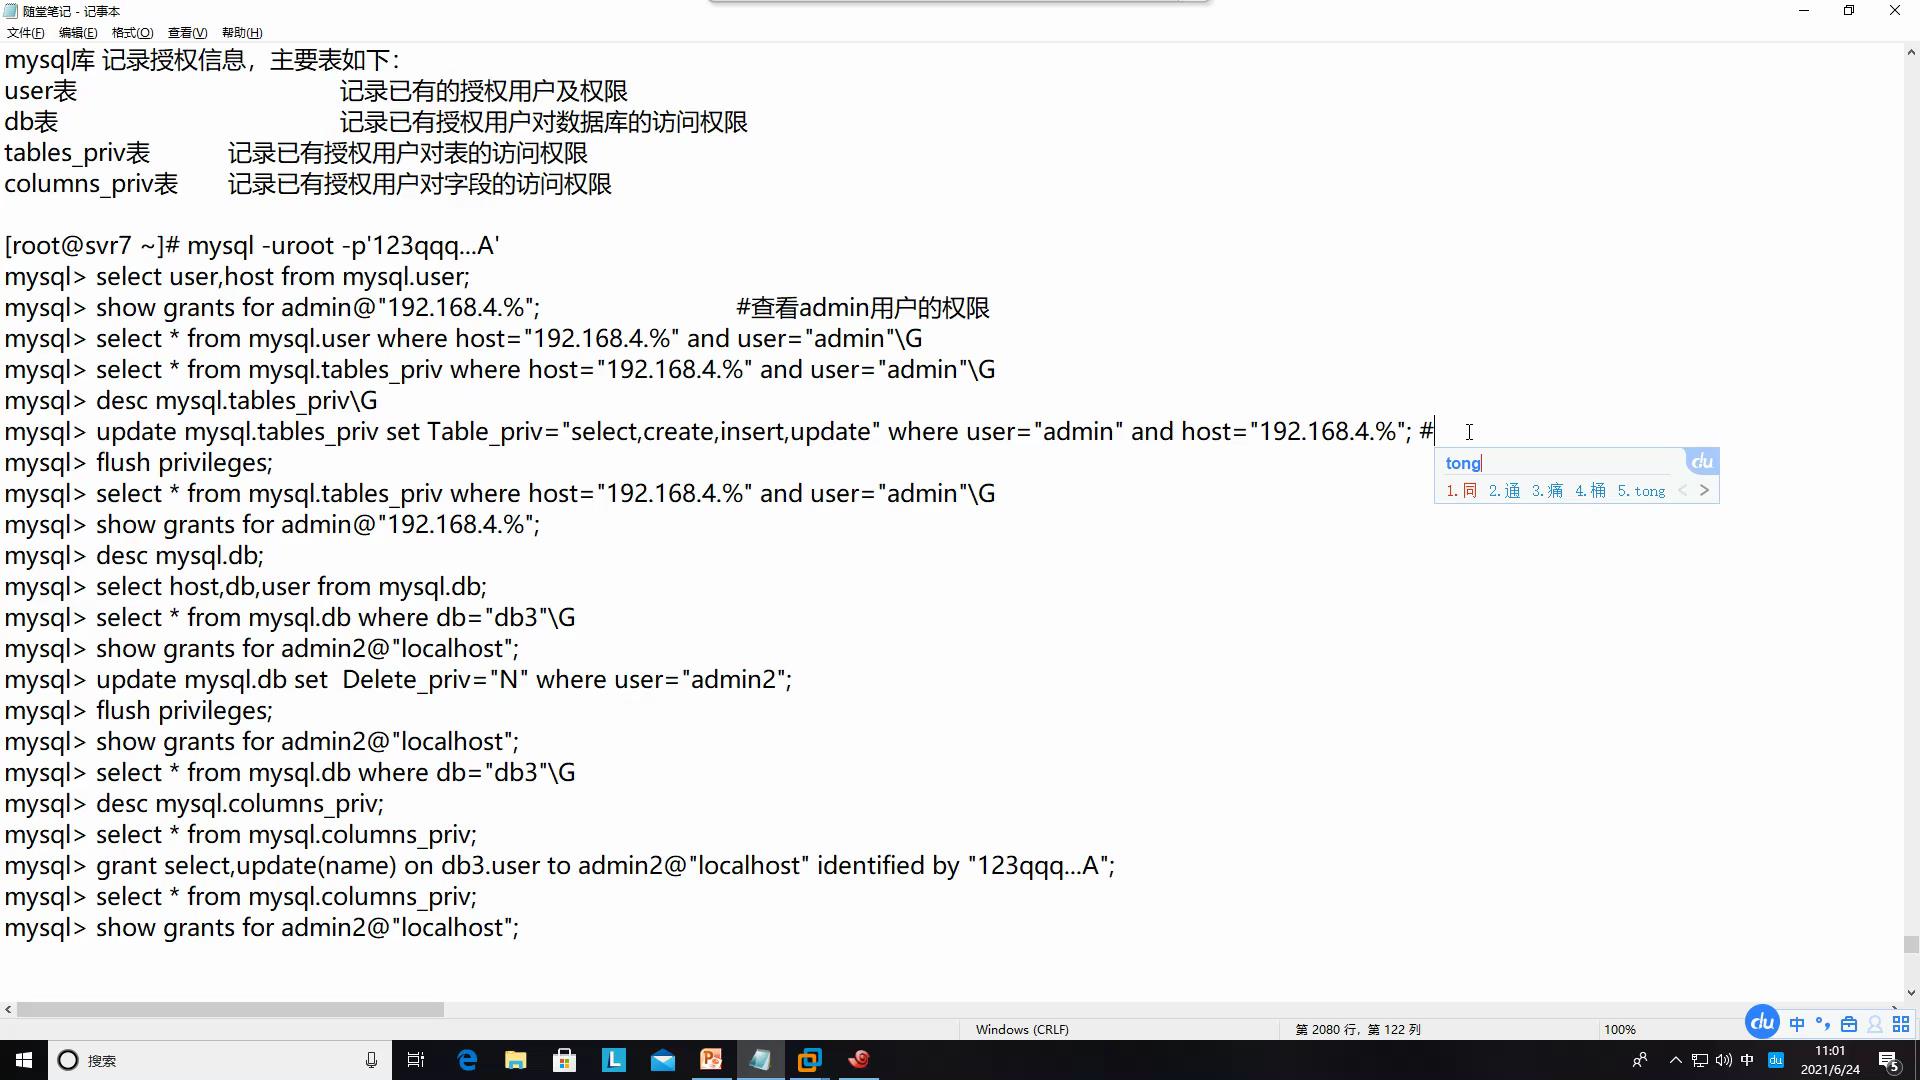 随堂笔记 - 记事本
文件(F) 编辑(E) 格式(O) 查看(V) 帮助(H)
mysql库 记录授权信息，主要表如下：
user表 记录已有的授权用户及权限
db表 记录已有授权用户对数据库的访问权限
tables_priv表 记录已有授权用户对表的访问权限
columns_priv表 记录已有授权用户对字段的访问权限
[root@svr7 ~]# mysql -uroot -p'123qqq...A'
mysql> select user,host from mysql.user;
mysql> show grants for admin@"192.168.4.%"; #查看admin用户的权限
mysql> select * from mysql.user where host="192.168.4.%" and user="admin"\G
mysql> select * from mysql.tables_priv where host="192.168.4.%" and user="admin"\G
mysql> desc mysql.tables_priv\G
mysql> update mysql.tables_priv set Table_priv="select,create,insert,update" where user="admin" and host="192.168.4.%"; #
tong
du
1.同 2.通 3.痛 4.桶 5.tong < >
mysql> flush privileges;
mysql> select * from mysql.tables_priv where host="192.168.4.%" and user="admin"\G
mysql> show grants for admin@"192.168.4.%";
mysql> desc mysql.db;
mysql> select host,db,user from mysql.db;
mysql> select * from mysql.db where db="db3"\G
mysql> show grants for admin2@"localhost";
mysql> update mysql.db set  Delete_priv="N" where user="admin2";
mysql> flush privileges;
mysql> show grants for admin2@"localhost";
mysql> select * from mysql.db where db="db3"\G
mysql> desc mysql.columns_priv;
mysql> select * from mysql.columns_priv;
mysql> grant select,update(name) on db3.user to admin2@"localhost" identified by "123qqq...A";
mysql> select * from mysql.columns_priv;
mysql> show grants for admin2@"localhost";
Windows (CRLF) 第 2080 行，第 122 列 100%
du 中
搜索
中 du
11:01
2021/6/24
5